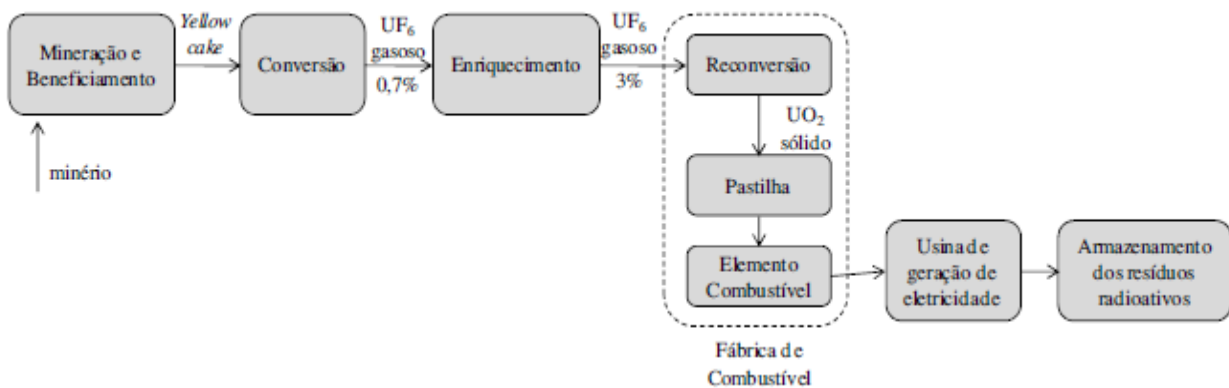 Mineração e
Beneficiamento
Yellow
cake
Conversão
UF6
gasoso
0,7%
Enriquecimento
UF6
gasoso
3%
Reconversão
UO2
sólido
Pastilha
Elemento
Combustível
Fábrica de
Combustível
Usina de
geração de
eletricidade
Armazenamento
dos resíduos
radioativos
minério